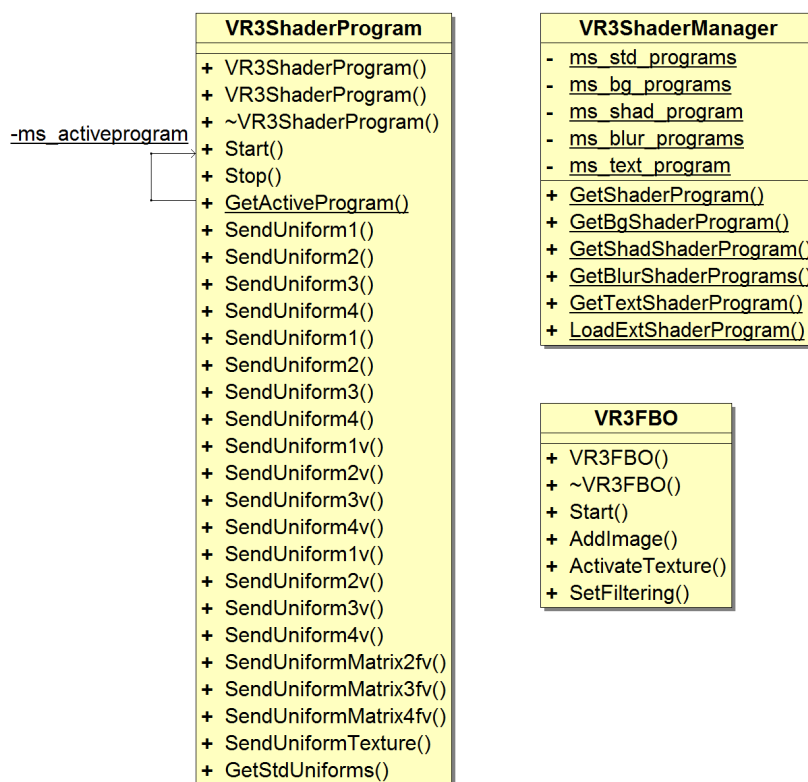 VR3ShaderProgram
+ VR3ShaderProgram()
+ VR3ShaderProgram()
+ ~VR3ShaderProgram()
+ Start()
+ Stop()
+ GetActiveProgram()
+ SendUniform1()
+ SendUniform2()
+ SendUniform3()
+ SendUniform4()
+ SendUniform1()
+ SendUniform2()
+ SendUniform3()
+ SendUniform4()
+ SendUniform1v()
+ SendUniform2v()
+ SendUniform3v()
+ SendUniform4v()
+ SendUniform1v()
+ SendUniform2v()
+ SendUniform3v()
+ SendUniform4v()
+ SendUniformMatrix2fv()
+ SendUniformMatrix3fv()
+ SendUniformMatrix4fv()
+ SendUniformTexture()
+ GetStdUniforms()
-ms_activeprogram
VR3ShaderManager
- ms_std_programs
- ms_bg_programs
- ms_shad_program
- ms_blur_programs
- ms_text_program
+ GetShaderProgram()
+ GetBgShaderProgram()
+ GetShadShaderProgram()
+ GetBlurShaderPrograms()
+ GetTextShaderProgram()
+ LoadExtShaderProgram()
VR3FBO
+ VR3FBO()
+ ~VR3FBO()
+ Start()
+ AddImage()
+ ActivateTexture()
+ SetFiltering()